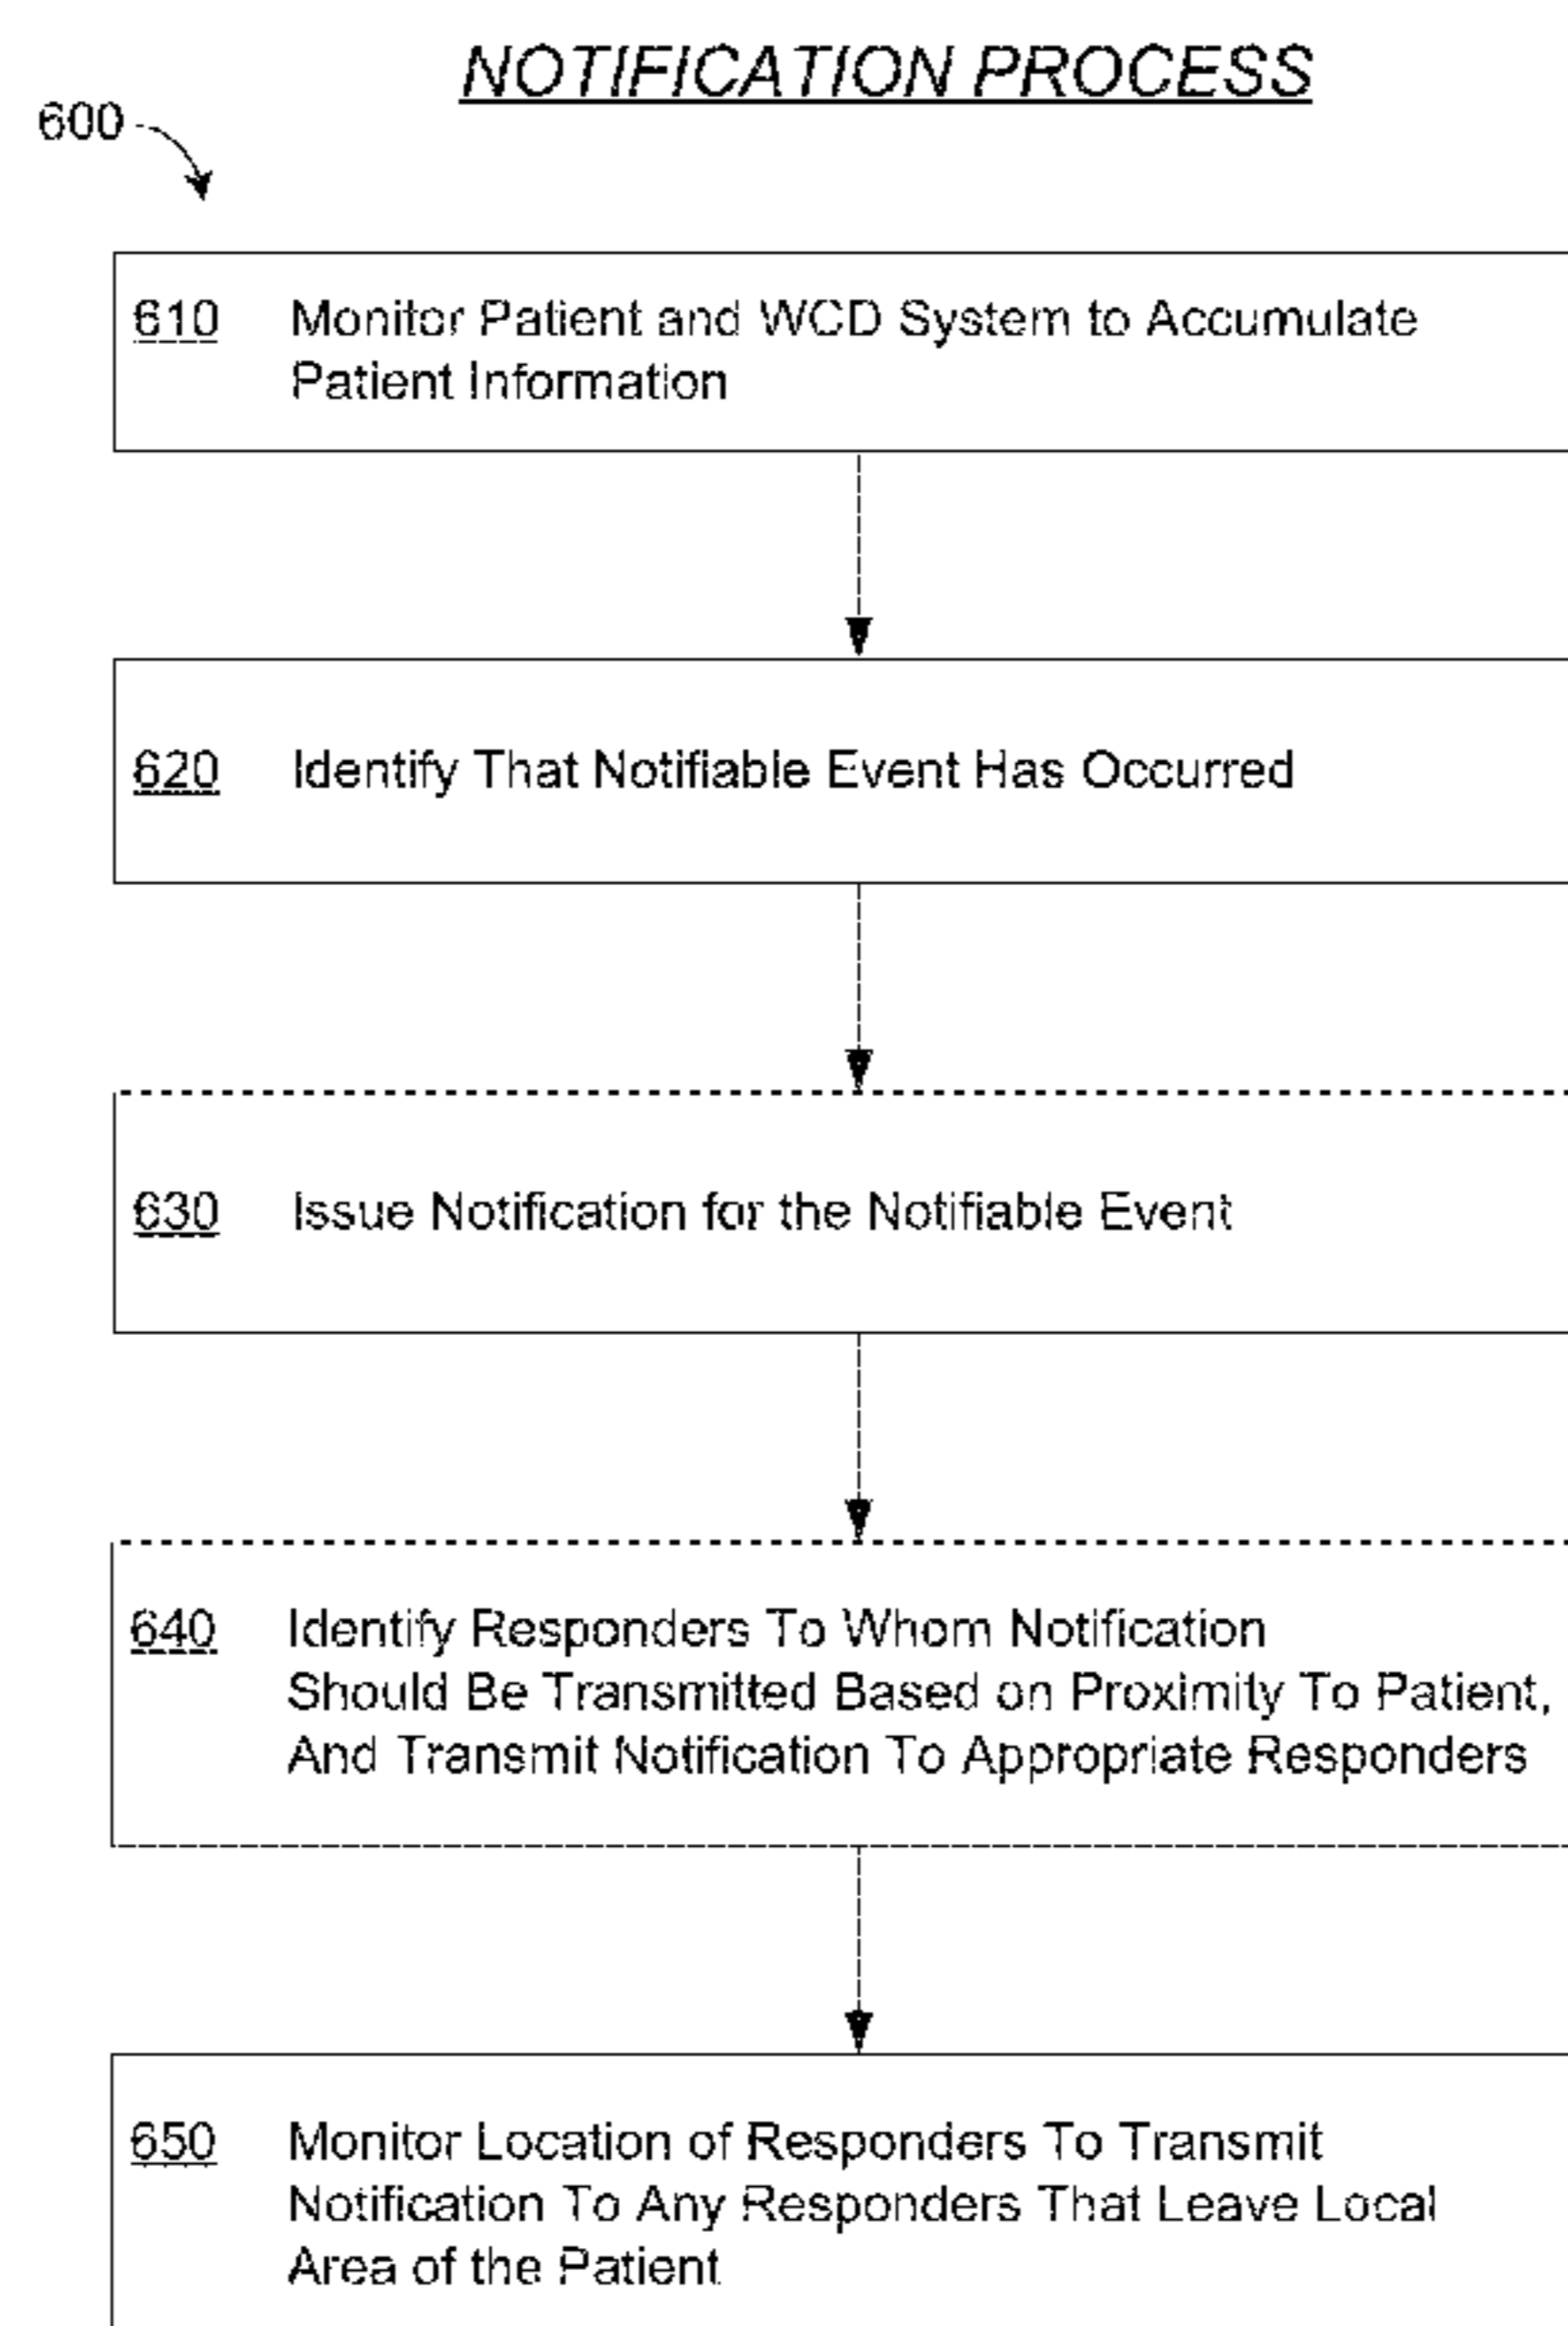 NOTIFICATION PROCESS
600
610 Monitor Patient and WCD System to Accumulate
Patient Information
620 Identify That Notifiable Event Has Occurred
630 Issue Notification for the Notifiable Event
640 Identify Responders To Whom Notification
Should Be Transmitted Based on Proximity To Patient,
And Transmit Notification To Appropriate Responders
650 Monitor Location of Responders To Transmit
Notification To Any Responders That Leave Local
Area of the Patient